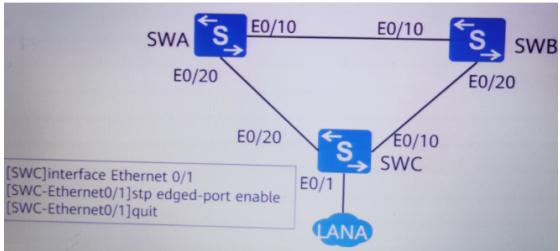 E0/10
E0/10
SWA
S
S
SWB
E0/20
E0/20
E0/20
E0/10
S
SWC
[SWC]interface Ethernet 0/1
[SWC-Ethernet0/1]stp edged-port enable
[SWC-Ethernet0/1]quit
E0/1
LANA